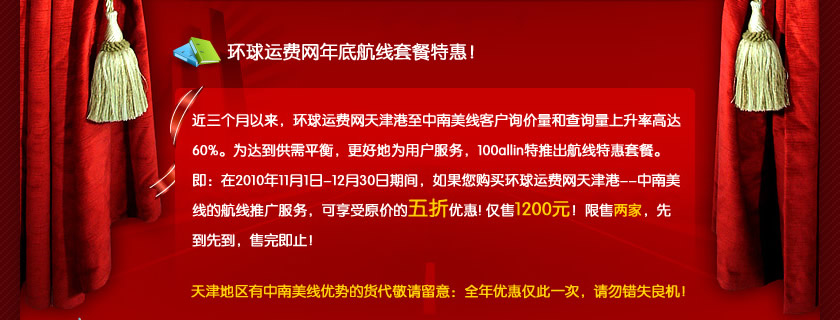 环球运费网年底航线套餐特惠！
近三个月以来，环球运费网天津港至中南美线客户询价量和查询量上升率高达
60%。为达到供需平衡，更好地为用户服务，100allin特推出航线特惠套餐。
即：在2010年11月1日-12月30日期间，如果您购买环球运费网天津港--中南美
线的航线推广服务，可享受原价的五折优惠！仅售1200元！限售两家，先
到先到，售完即止！
天津地区有中南美线优势的货代敬请留意：全年优惠仅此一次，请勿错失良机！